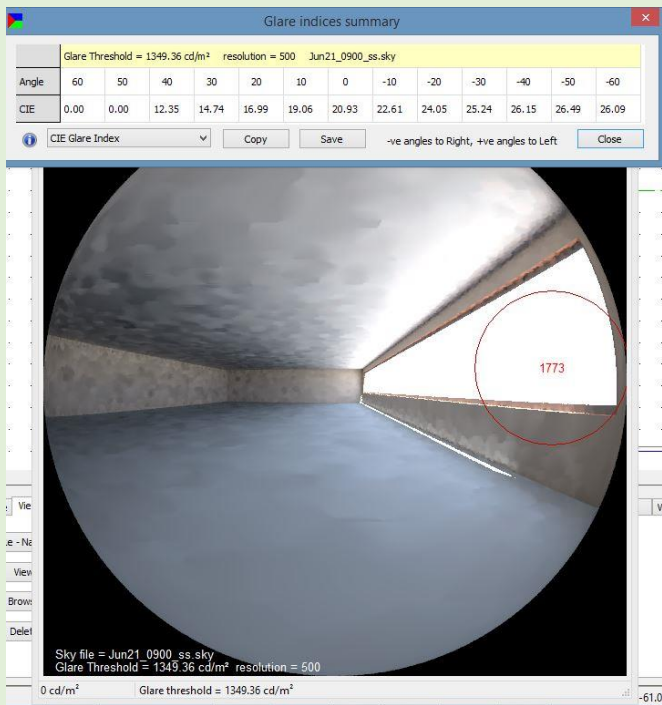 Glare indices summary
Glare Threshold = 1349.36 cd/m² resolution = 500 Jun21_0900_ss.sky
Angle 60 50 40 30 20 10 0 -10 -20 -30 -40 -50 -60
CIE 0.00 0.00 12.35 14.74 16.99 19.06 20.93 22.61 24.05 25.24 26.15 26.49 26.09
CIE Glare Index Copy Save -ve angles to Right, +ve angles to Left Close
1773
Vie
View
Brows
Delet
Sky file = Jun21_0900_ss.sky
Glare Threshold = 1349.36 cd/m² resolution = 500
0 cd/m² Glare threshold = 1349.36 cd/m²
-61.0